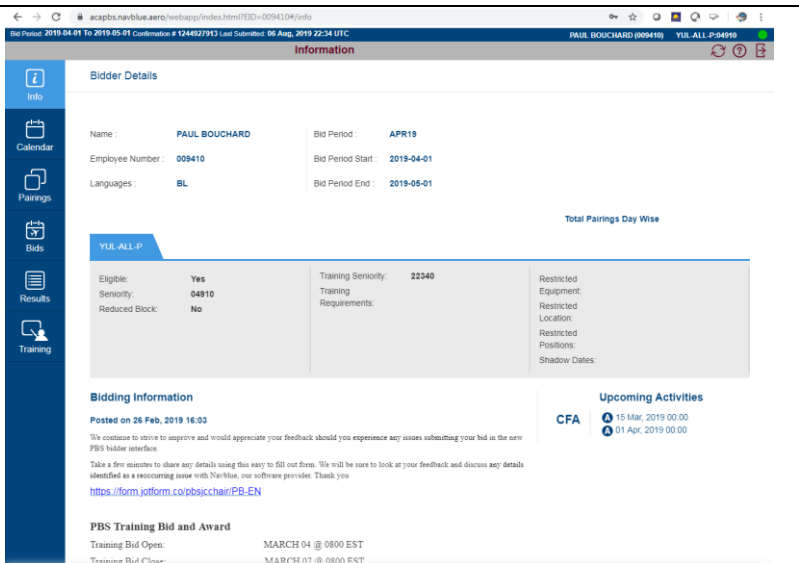 acapbs.navblue.aero/webapp/index.html?EID=009410#/info
Bid Period: 2019-04-01 To 2019-05-01 Confirmation # 1244927913 Last Submitted: 06 Aug, 2019 22:34 UTC
PAUL BOUCHARD (009410) YUL-ALL-P:04910
Information
i
Info
Calendar
Pairings
Bids
Results
Training
Bidder Details
Name : PAUL BOUCHARD
Bid Period : APR19
Employee Number : 009410
Bid Period Start : 2019-04-01
Languages : BL
Bid Period End : 2019-05-01
Total Pairings Day Wise
YUL-ALL-P
Eligible: Yes
Seniority: 04910
Reduced Block: No
Training Seniority: 22340
Training
Requirements:
Restricted
Equipment:
Restricted
Location:
Restricted
Positions:
Shadow Dates:
Bidding Information
Posted on 26 Feb, 2019 16:03
We continue to strive to improve and would appreciate your feedback should you experience any issues submitting your bid in the new
PBS bidder interface.
Take a few minutes to share any details using this easy to fill out form. We will be sure to look at your feedback and discuss any details
identified as a reoccurring issue with Navblue, our software provider. Thank you
https://form.jotform.co/pbsjcchair/PB-EN
PBS Training Bid and Award
Training Bid Open: MARCH 04 @ 0800 EST
Training Bid Close: MARCH 07 @ 0800 EST
Upcoming Activities
CFA
A 15 Mar, 2019 00:00
A 01 Apr, 2019 00:00